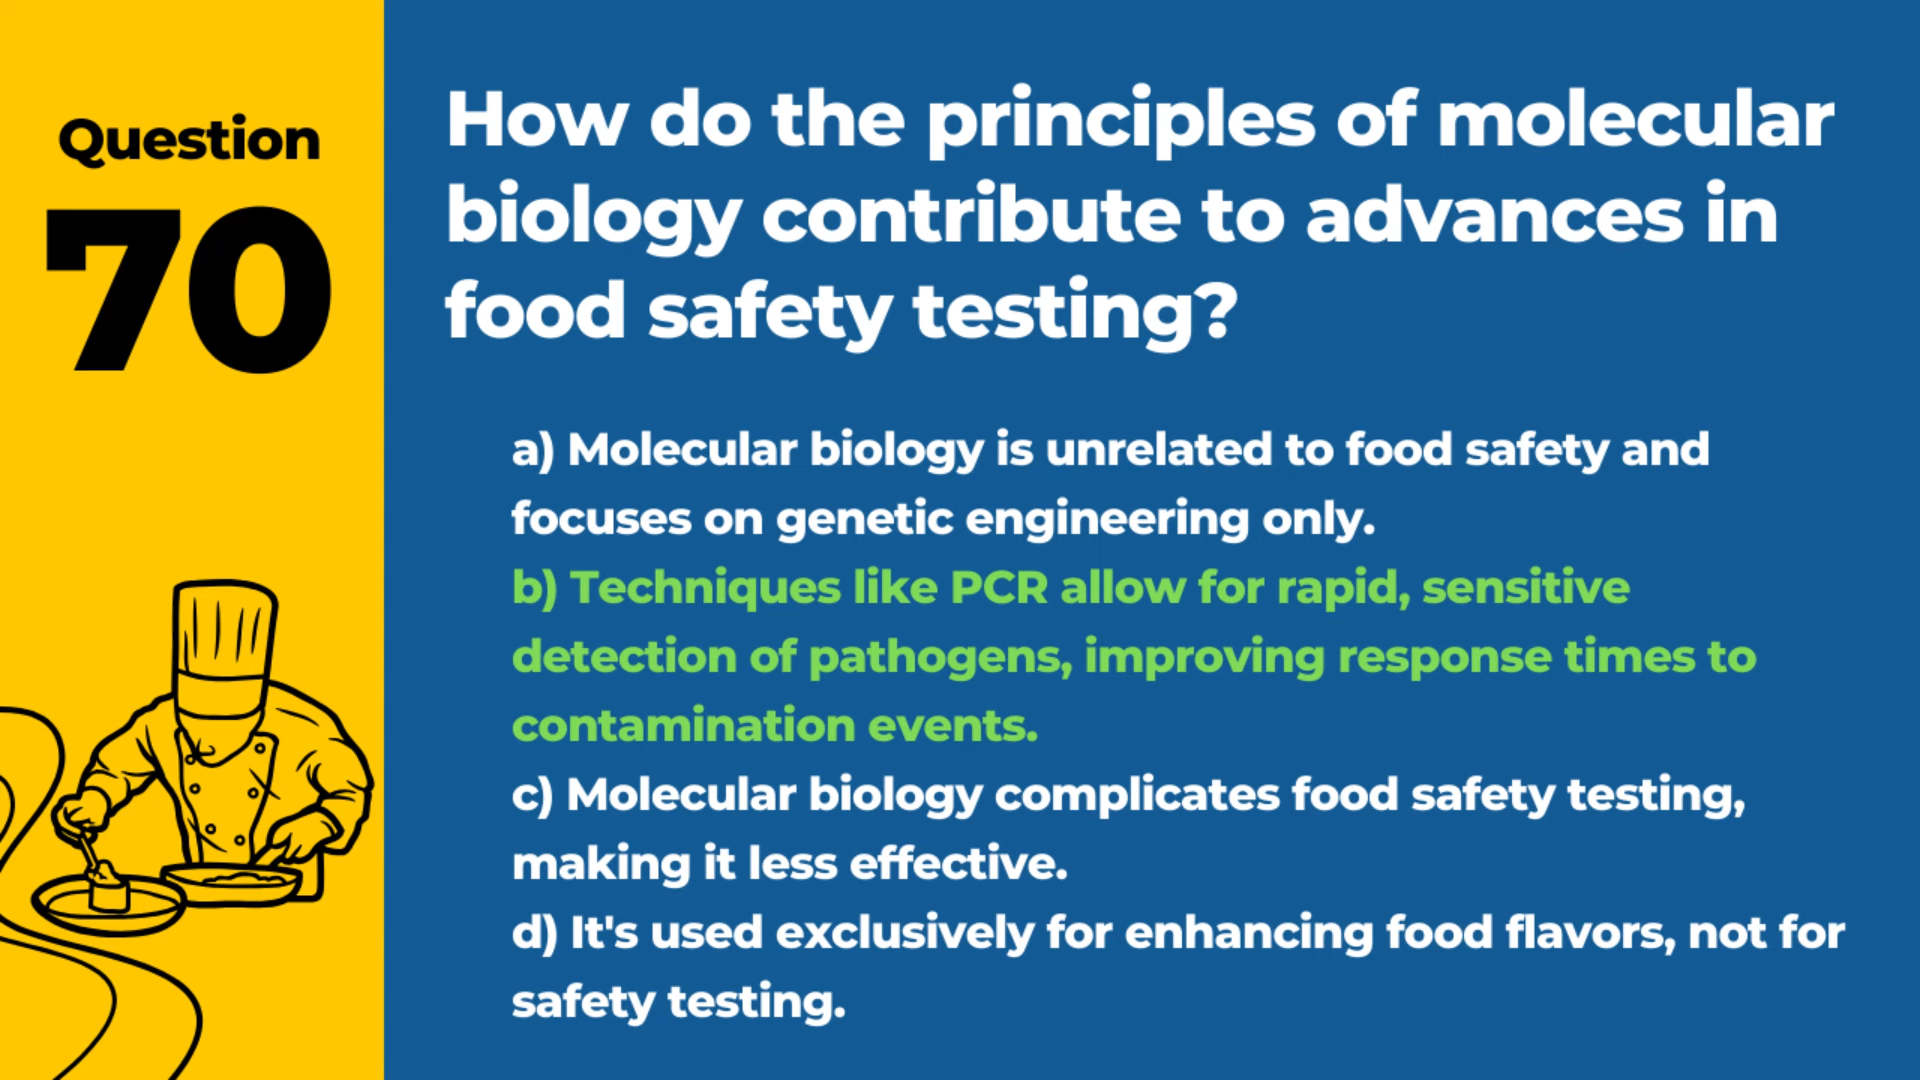 Question
70
How do the principles of molecular
biology contribute to advances in
food safety testing?
a) Molecular biology is unrelated to food safety and
focuses on genetic engineering only.
b) Techniques like PCR allow for rapid, sensitive
detection of pathogens, improving response times to
contamination events.
c) Molecular biology complicates food safety testing,
making it less effective.
d) It's used exclusively for enhancing food flavors, not for
safety testing.